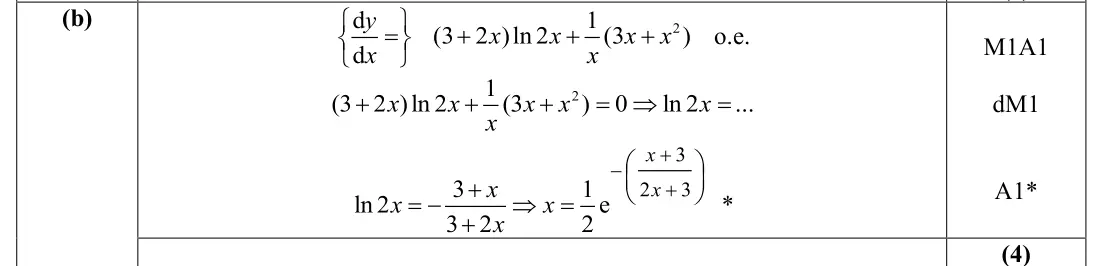 (b)
{dy/dx =} (3 + 2x) ln 2x + 1/x (3x + x²) o.e.
M1A1
(3 + 2x) ln 2x + 1/x (3x + x²) = 0 ⇒ ln 2x = ...
dM1
ln 2x = − (3 + x)/(3 + 2x) ⇒ x = 1/2 e^−((x + 3)/(2x + 3)) *
A1*
(4)